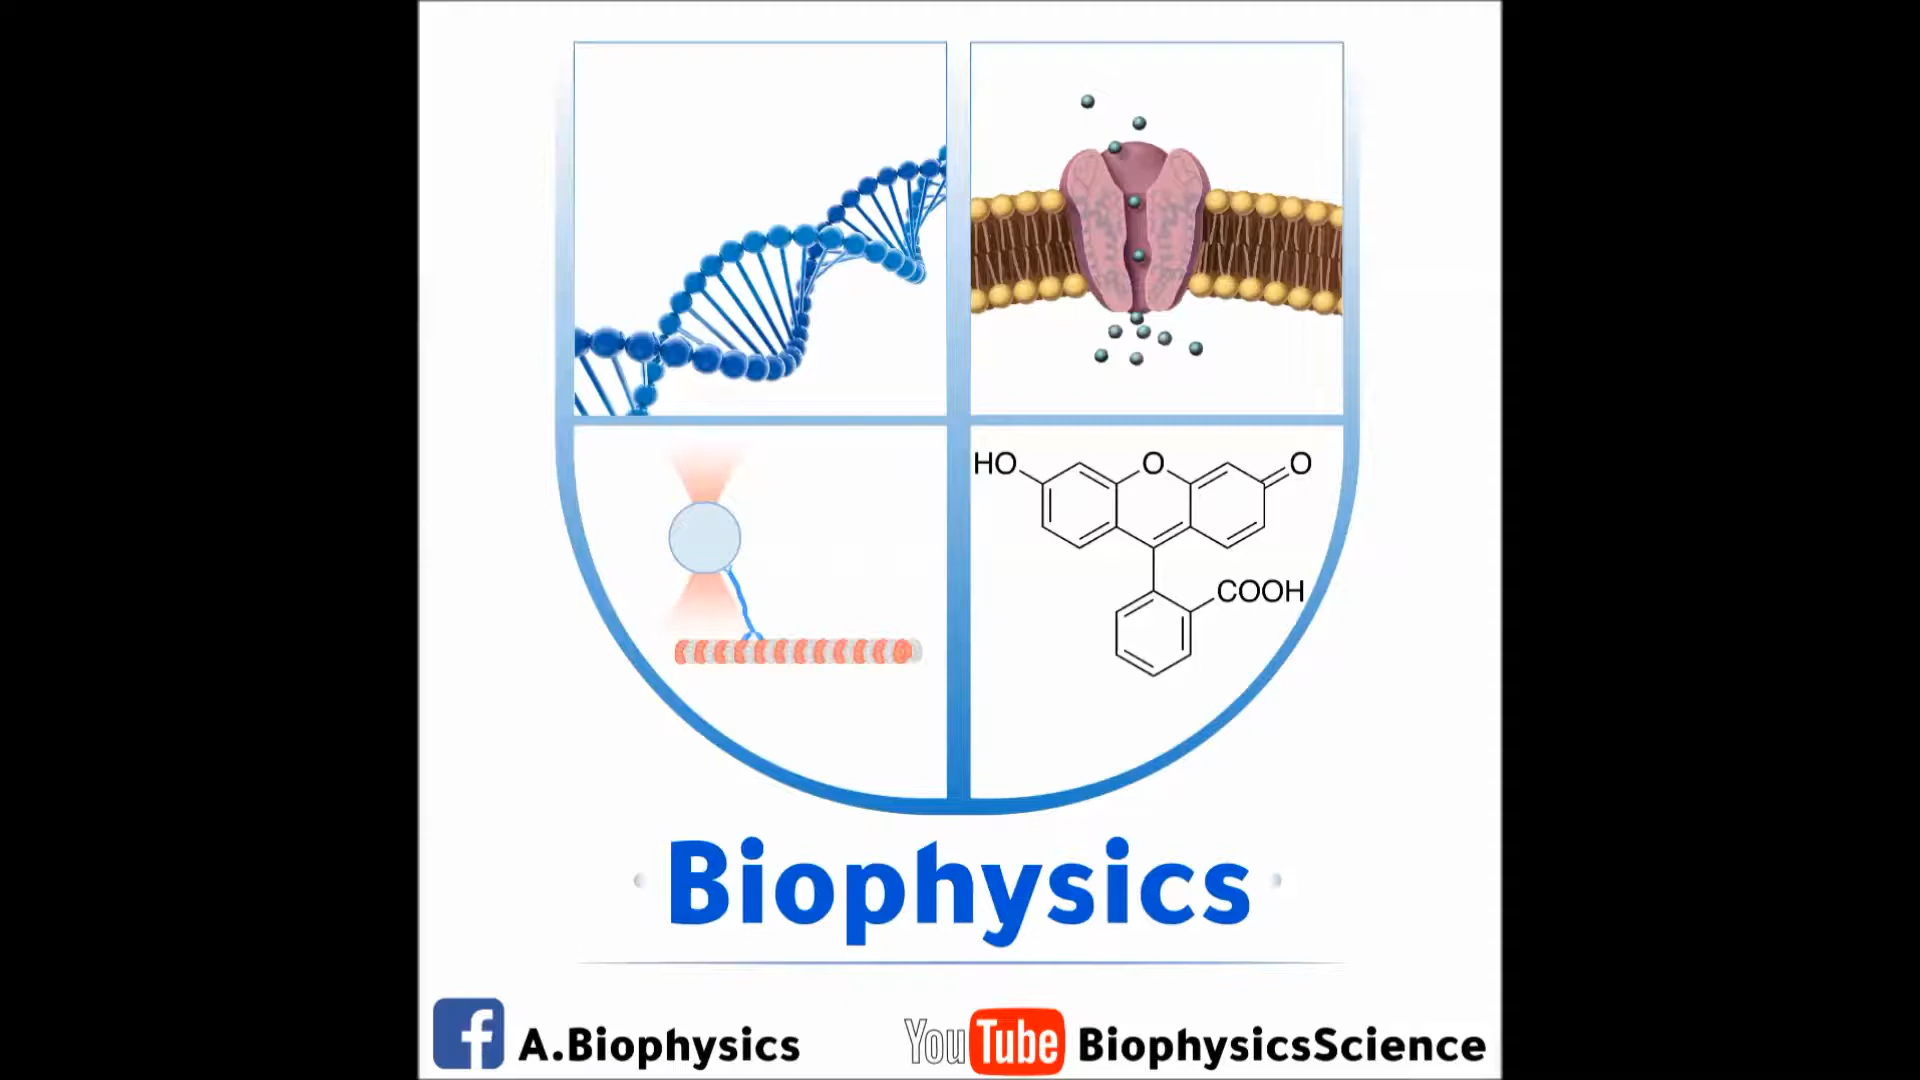 HO O O
COOH
Biophysics
f A.Biophysics
YouTube BiophysicsScience